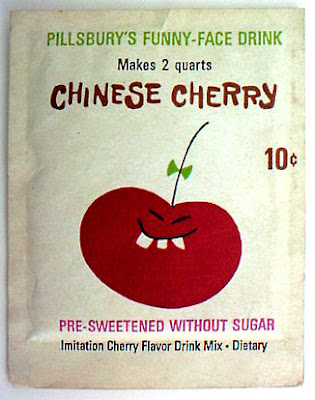 PILLSBURY'S FUNNY-FACE DRINK
Makes 2 quarts
CHINESE CHERRY
10¢
PRE-SWEETENED WITHOUT SUGAR
Imitation Cherry Flavor Drink Mix • Dietary